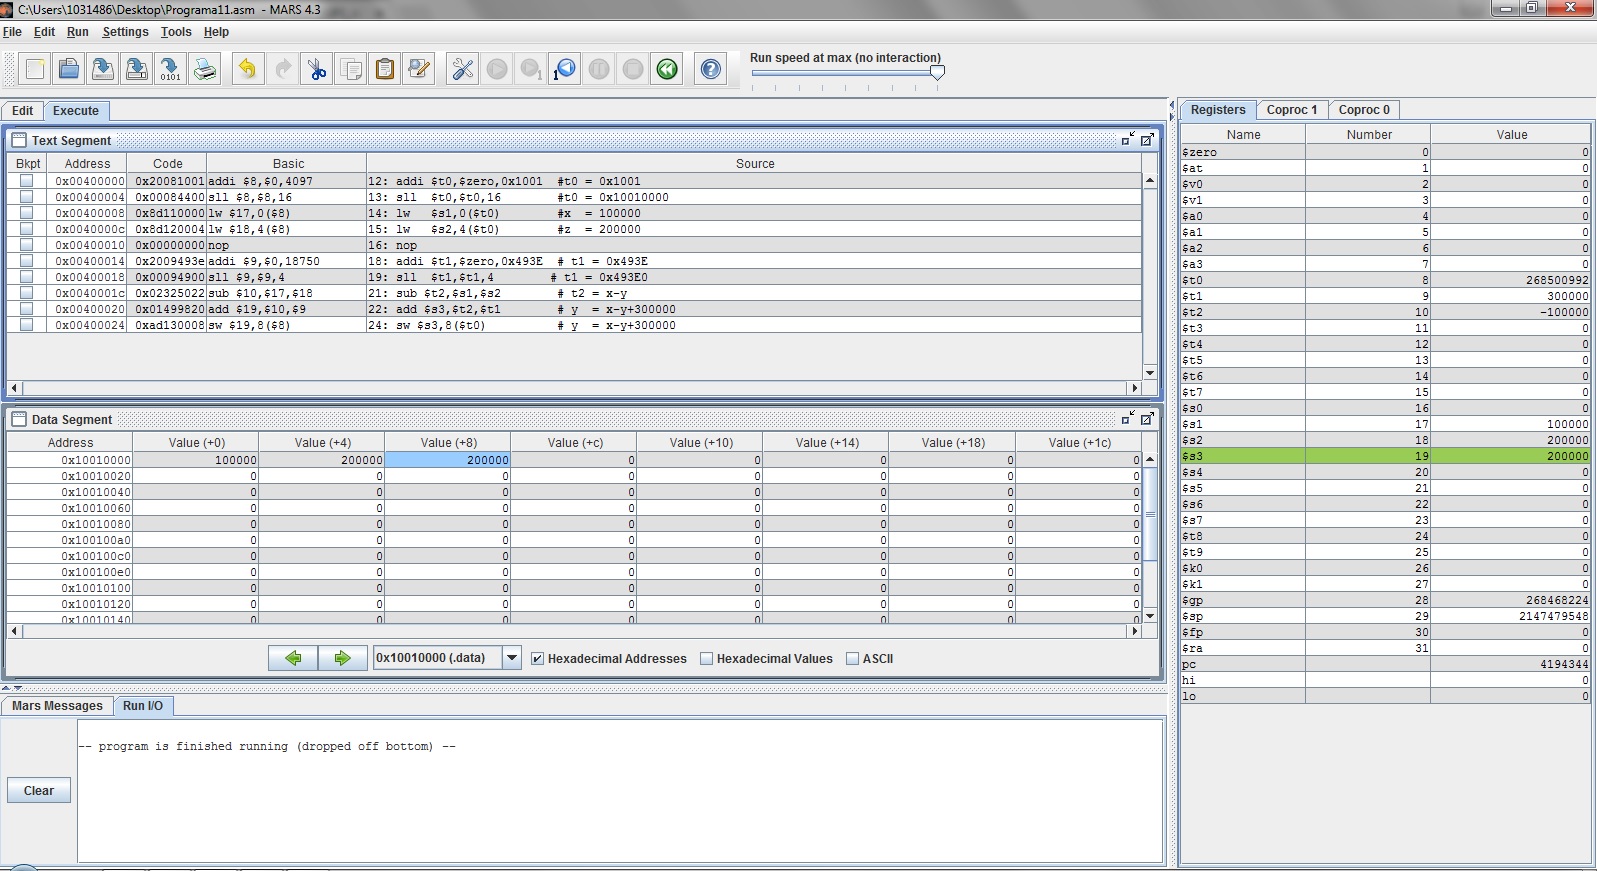 C:\Users\1031486\Desktop\Programa11.asm - MARS 4.3
File Edit Run Settings Tools Help
Run speed at max (no interaction)
Edit Execute
Text Segment
Bkpt Address Code Basic Source
0x00400000 0x20081001 addi $8,$0,4097 12: addi $t0,$zero,0x1001 #t0 = 0x1001
0x00400004 0x00084400 sll $8,$8,16 13: sll $t0,$t0,16 #t0 = 0x10010000
0x00400008 0x8d110000 lw $17,0($8) 14: lw $s1,0($t0) #x = 100000
0x0040000c 0x8d120004 lw $18,4($8) 15: lw $s2,4($t0) #z = 200000
0x00400010 0x00000000 nop 16: nop
0x00400014 0x2009493e addi $9,$0,18750 18: addi $t1,$zero,0x493E # t1 = 0x493E
0x00400018 0x00094900 sll $9,$9,4 19: sll $t1,$t1,4 # t1 = 0x493E0
0x0040001c 0x02325022 sub $10,$17,$18 21: sub $t2,$s1,$s2 # t2 = x-y
0x00400020 0x01499820 add $19,$10,$9 22: add $s3,$t2,$t1 # y = x-y+300000
0x00400024 0xad130008 sw $19,8($8) 24: sw $s3,8($t0) # y = x-y+300000
Data Segment
Address Value (+0) Value (+4) Value (+8) Value (+c) Value (+10) Value (+14) Value (+18) Value (+1c)
0x10010000 100000 200000 200000 0 0 0 0 0
0x10010020 0 0 0 0 0 0 0 0
0x10010040 0 0 0 0 0 0 0 0
0x10010060 0 0 0 0 0 0 0 0
0x10010080 0 0 0 0 0 0 0 0
0x100100a0 0 0 0 0 0 0 0 0
0x100100c0 0 0 0 0 0 0 0 0
0x100100e0 0 0 0 0 0 0 0 0
0x10010100 0 0 0 0 0 0 0 0
0x10010120 0 0 0 0 0 0 0 0
0x10010140 0 0 0 0 0 0 0 0
0x10010000 (.data) Hexadecimal Addresses Hexadecimal Values ASCII
Mars Messages Run I/O
-- program is finished running (dropped off bottom) --
Clear
Registers Coproc 1 Coproc 0
Name Number Value
$zero 0 0
$at 1 0
$v0 2 0
$v1 3 0
$a0 4 0
$a1 5 0
$a2 6 0
$a3 7 0
$t0 8 268500992
$t1 9 300000
$t2 10 -100000
$t3 11 0
$t4 12 0
$t5 13 0
$t6 14 0
$t7 15 0
$s0 16 0
$s1 17 100000
$s2 18 200000
$s3 19 200000
$s4 20 0
$s5 21 0
$s6 22 0
$s7 23 0
$t8 24 0
$t9 25 0
$k0 26 0
$k1 27 0
$gp 28 268468224
$sp 29 2147479548
$fp 30 0
$ra 31 0
pc 4194344
hi 0
lo 0